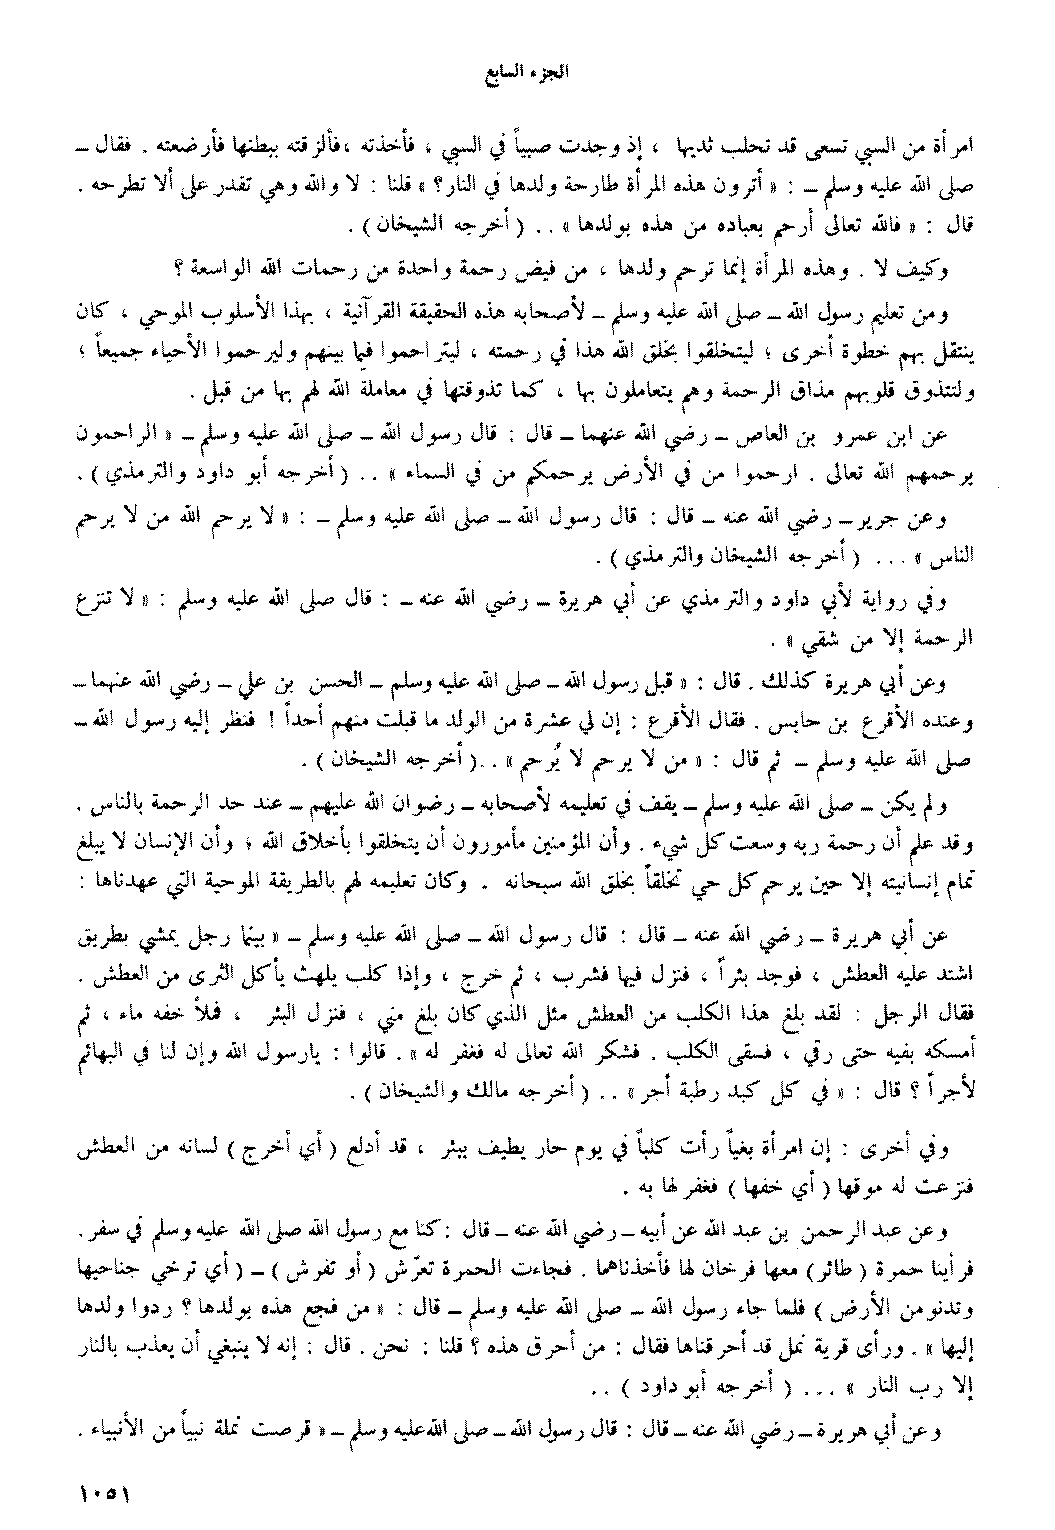 الجزء السابع
امرأة من السبي تسعى قد تحلب ثديها ، إذ وجدت صبياً في السبي ، فأخذته ،فألزقته ببطنها فأرضعته . فقال ـ
صلى الله عليه وسلم ـ : « أترون هذه المرأة طارحة ولدها في النار؟ » قلنا : لا والله وهي تقدر على ألا تطرحه .
قال : « فالله تعالى أرحم بعباده من هذه بولدها » .. ( أخرجه الشيخان ) .
وكيف لا . وهذه المرأة إنما ترحم ولدها ، من فيض رحمة واحدة من رحمات الله الواسعة ؟
ومن تعليم رسول الله ـ صلى الله عليه وسلم ـ لأصحابه هذه الحقيقة القرآنية ، بهذا الأسلوب الموحي ، كان
ينتقل بهم خطوة أخرى ؛ ليتخلقوا بخلق الله هذا في رحمته ، ليتراحموا فيما بينهم وليرحموا الأحياء جميعاً ؛
ولتتذوق قلوبهم مذاق الرحمة وهم يتعاملون بها ، كما تذوقتها في معاملة الله لهم بها من قبل .
عن ابن عمرو بن العاص ـ رضي الله عنهما ـ قال : قال رسول الله ـ صلى الله عليه وسلم ـ « الراحمون
يرحمهم الله تعالى . ارحموا من في الأرض يرحمكم من في السماء » .. ( أخرجه أبو داود والترمذي ) .
وعن جرير ـ رضي الله عنه ـ قال : قال رسول الله ـ صلى الله عليه وسلم ـ : « لا يرحم الله من لا يرحم
الناس » ... ( أخرجه الشيخان والترمذي ) .
وفي رواية لأبي داود والترمذي عن أبي هريرة ـ رضي الله عنه ـ : قال صلى الله عليه وسلم : « لا تنزع
الرحمة إلا من شقي » .
وعن أبي هريرة كذلك . قال : « قبل رسول الله ـ صلى الله عليه وسلم ـ الحسن بن علي ـ رضي الله عنهما ـ
وعنده الأقرع بن حابس . فقال الأقرع : إن لي عشرة من الولد ما قبلت منهم أحداً ! فنظر إليه رسول الله ـ
صلى الله عليه وسلم ـ ثم قال : « من لا يرحم لا يُرحم » ..( أخرجه الشيخان ) .
ولم يكن ـ صلى الله عليه وسلم ـ يقف في تعليمه لأصحابه ـ رضوان الله عليهم ـ عند حد الرحمة بالناس .
وقد علم أن رحمة ربه وسعت كل شيء . وأن المؤمنين مأمورون أن يتخلقوا بأخلاق الله ؛ وأن الإنسان لا يبلغ
تمام إنسانيته إلا حين يرحم كل حي تخلقاً بخلق الله سبحانه . وكان تعليمه لهم بالطريقة الموحية التي عهدناها :
عن أبي هريرة ـ رضي الله عنه ـ قال : قال رسول الله ـ صلى الله عليه وسلم ـ « بينما رجل يمشي بطريق
اشتد عليه العطش ، فوجد بئراً ، فنزل فيها فشرب ، ثم خرج ، وإذا كلب يلهث يأكل الثرى من العطش .
فقال الرجل : لقد بلغ هذا الكلب من العطش مثل الذي كان بلغ مني ، فنزل البئر ، فملأ خفه ماء ، ثم
أمسكه بفيه حتى رقي ، فسقى الكلب . فشكر الله تعالى له فغفر له » . قالوا : يارسول الله وإن لنا في البهائم
لأجراً ؟ قال : « في كل كبد رطبة أجر » .. ( أخرجه مالك والشيخان ) .
وفي أخرى : إن امرأة بغياً رأت كلباً في يوم حار يطيف ببئر ، قد أدلع ( أي أخرج ) لسانه من العطش
فنزعت له موقها ( أي خفها ) فغفر لها به .
وعن عبد الرحمن بن عبد الله عن أبيه ـ رضي الله عنه ـ قال : كنا مع رسول الله صلى الله عليه وسلم في سفر .
فرأينا حمرة ( طائر ) معها فرخان لها فأخذناهما . فجاءت الحمرة تعرّش ( أو تفرش ) ـ ( أي ترخي جناحيها
وتدنو من الأرض ) فلما جاء رسول الله ـ صلى الله عليه وسلم ـ قال : « من فجع هذه بولدها ؟ ردوا ولدها
إليها » . ورأى قرية نمل قد أحرقناها فقال : من أحرق هذه ؟ قلنا : نحن . قال : إنه لا ينبغي أن يعذب بالنار
إلا رب النار » ... ( أخرجه أبو داود ) ..
وعن أبي هريرة ـ رضي الله عنه ـ قال : قال رسول الله ـ صلى الله عليه وسلم ـ « قرصت نملة نبياً من الأنبياء .
١٠٥١